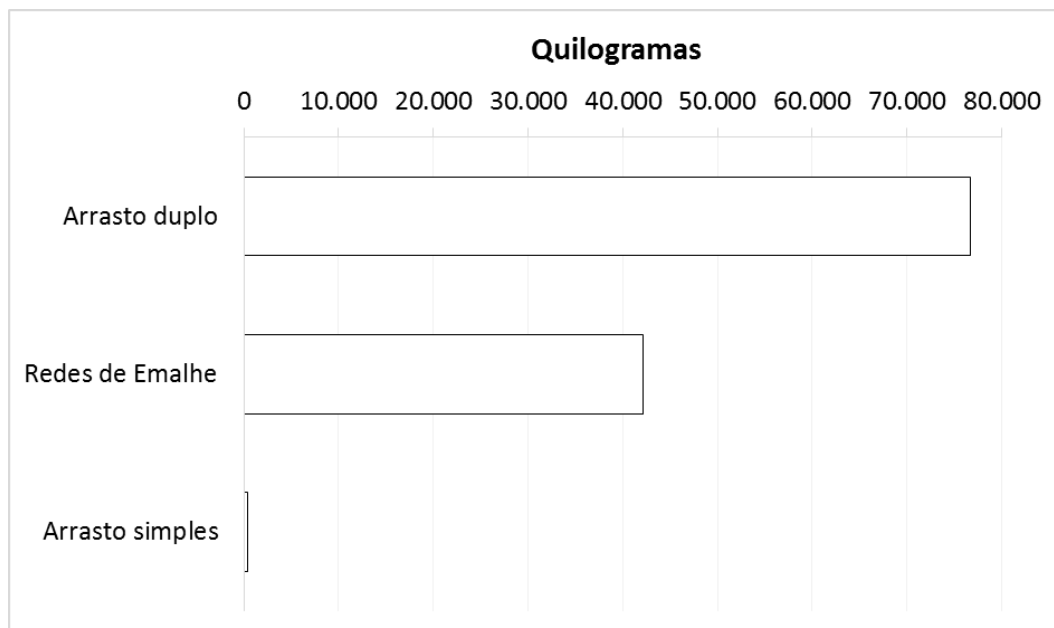 Quilogramas
0 10.000 20.000 30.000 40.000 50.000 60.000 70.000 80.000
Arrasto duplo
Redes de Emalhe
Arrasto simples